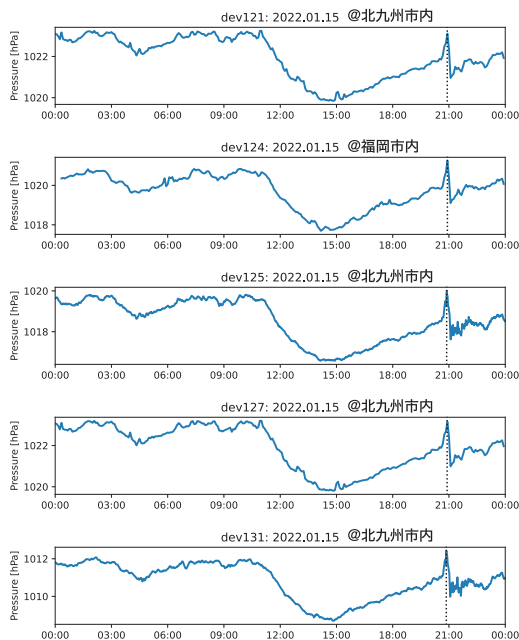 dev121: 2022.01.15 @北九州市内
Pressure [hPa]
1022
1020
00:00 03:00 06:00 09:00 12:00 15:00 18:00 21:00 00:00
dev124: 2022.01.15 @福岡市内
Pressure [hPa]
1020
1018
00:00 03:00 06:00 09:00 12:00 15:00 18:00 21:00 00:00
dev125: 2022.01.15 @北九州市内
Pressure [hPa]
1020
1018
00:00 03:00 06:00 09:00 12:00 15:00 18:00 21:00 00:00
dev127: 2022.01.15 @北九州市内
Pressure [hPa]
1022
1020
00:00 03:00 06:00 09:00 12:00 15:00 18:00 21:00 00:00
dev131: 2022.01.15 @北九州市内
Pressure [hPa]
1012
1010
00:00 03:00 06:00 09:00 12:00 15:00 18:00 21:00 00:00